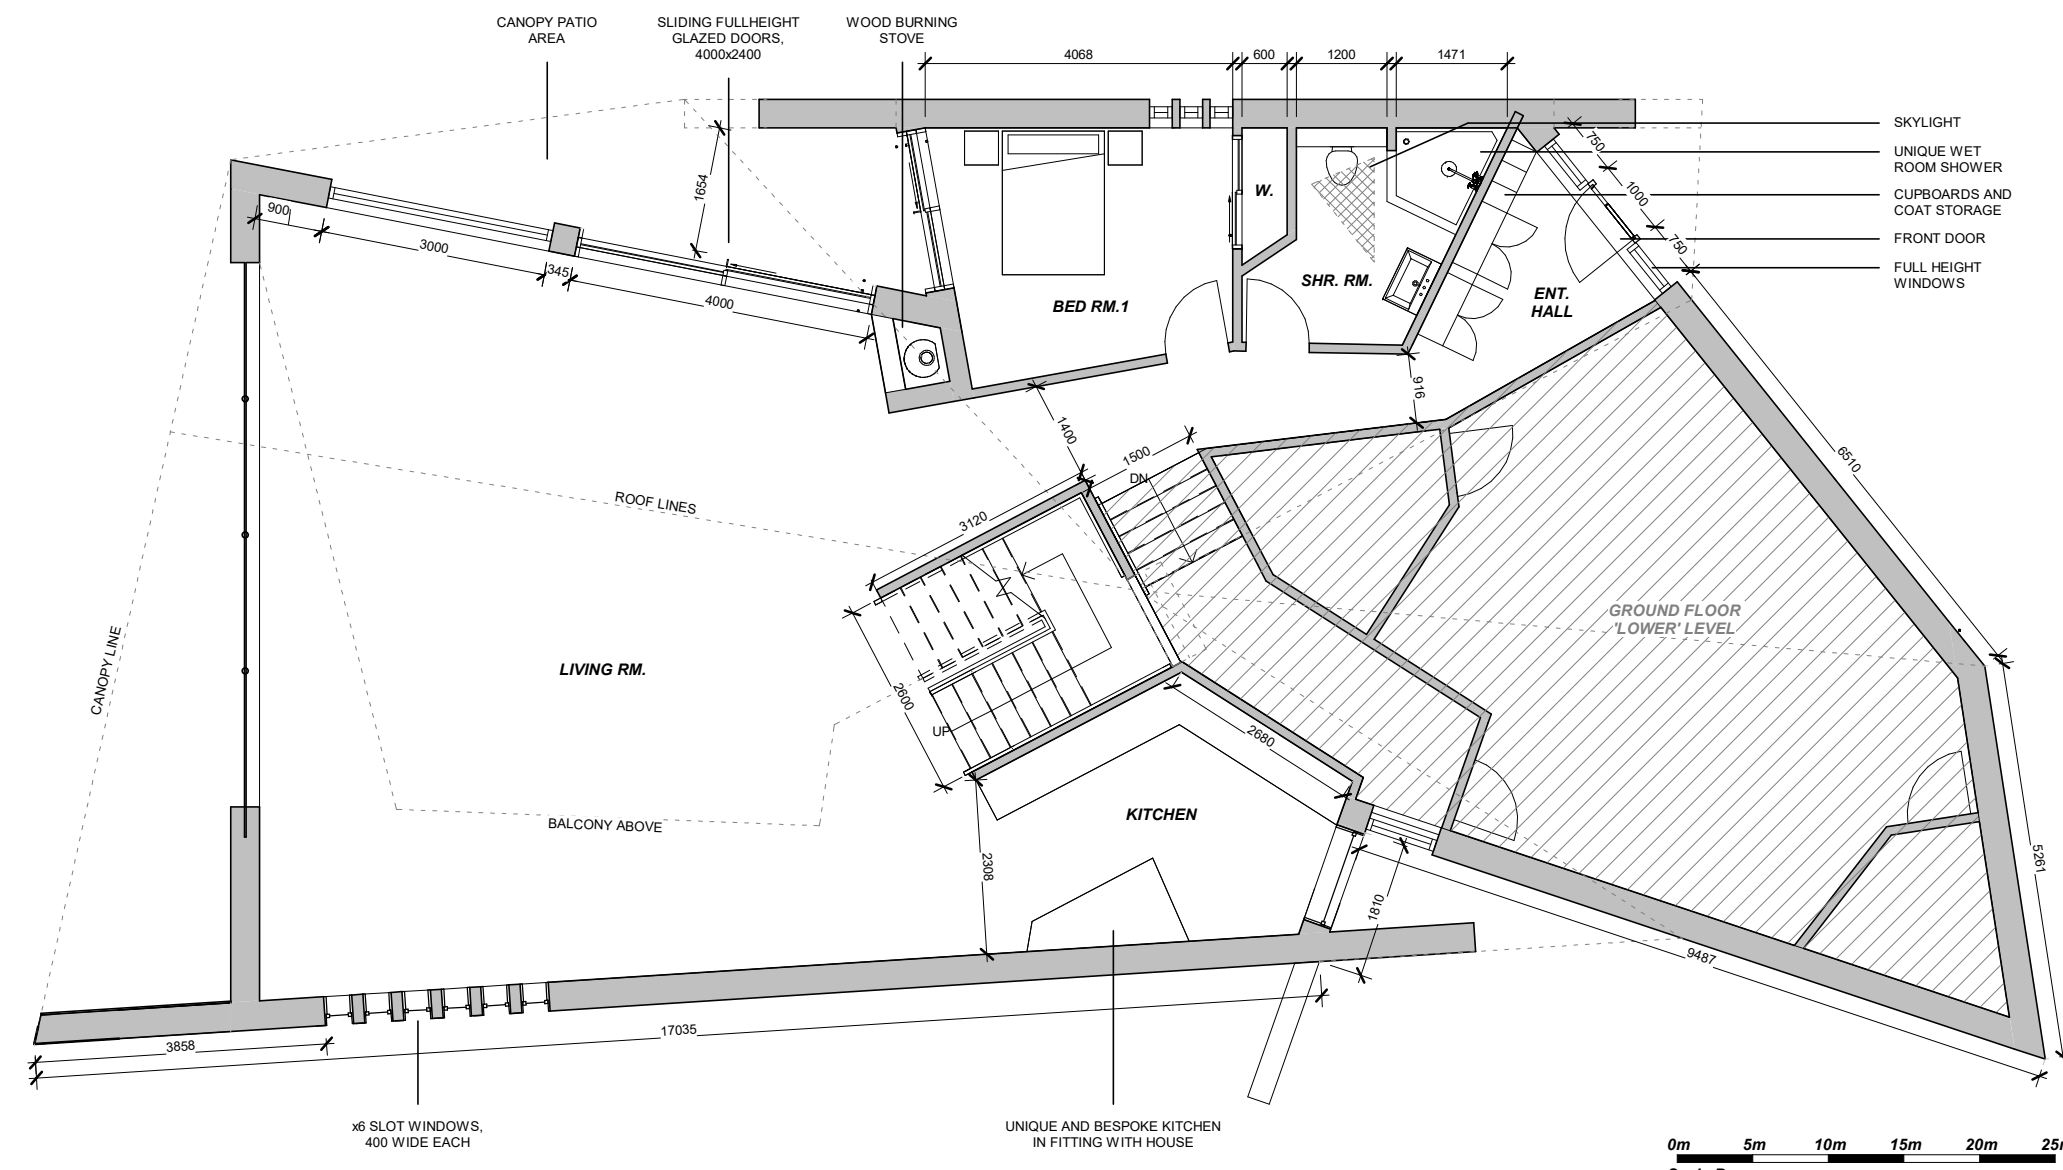 CANOPY PATIO
AREA
SLIDING FULLHEIGHT
GLAZED DOORS,
4000x2400
WOOD BURNING
STOVE
4068
600
1200
1471
SKYLIGHT
UNIQUE WET
ROOM SHOWER
CUPBOARDS AND
COAT STORAGE
FRONT DOOR
FULL HEIGHT
WINDOWS
750
1000
750
1654
900
3000
345
4000
W.
SHR. RM.
BED RM.1
ENT.
HALL
916
1400
1500
DN
6510
ROOF LINES
3120
GROUND FLOOR
'LOWER' LEVEL
CANOPY LINE
LIVING RM.
2600
UP
2680
KITCHEN
BALCONY ABOVE
2308
1810
5261
9487
17035
3858
x6 SLOT WINDOWS,
400 WIDE EACH
UNIQUE AND BESPOKE KITCHEN
IN FITTING WITH HOUSE
0m 5m 10m 15m 20m 25m